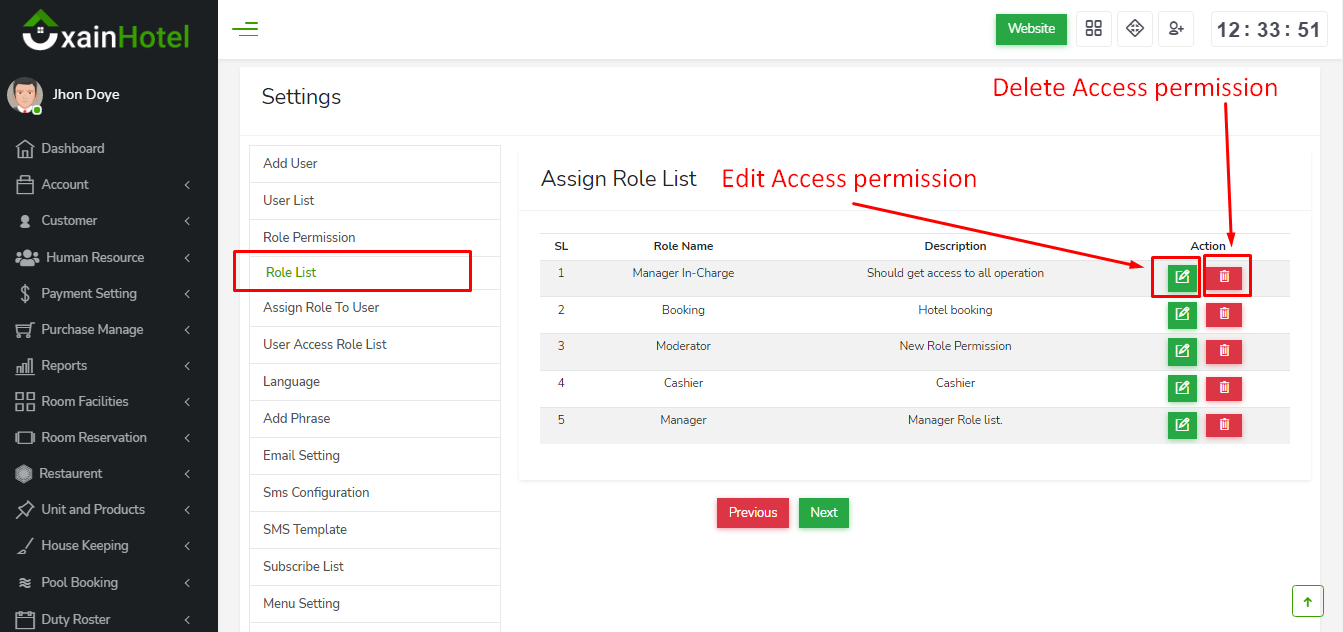 xainHotel
Jhon Doye
Dashboard
Account
Customer
Human Resource
Payment Setting
Purchase Manage
Reports
Room Facilities
Room Reservation
Restaurent
Unit and Products
House Keeping
Pool Booking
Duty Roster
Website
12 : 33 : 51
Settings
Delete Access permission
Add User
User List
Role Permission
Role List
Assign Role To User
User Access Role List
Language
Add Phrase
Email Setting
Sms Configuration
SMS Template
Subscribe List
Menu Setting
Assign Role List
Edit Access permission
SL Role Name Description Action
1 Manager In-Charge Should get access to all operation
2 Booking Hotel booking
3 Moderator New Role Permission
4 Cashier Cashier
5 Manager Manager Role list.
Previous Next